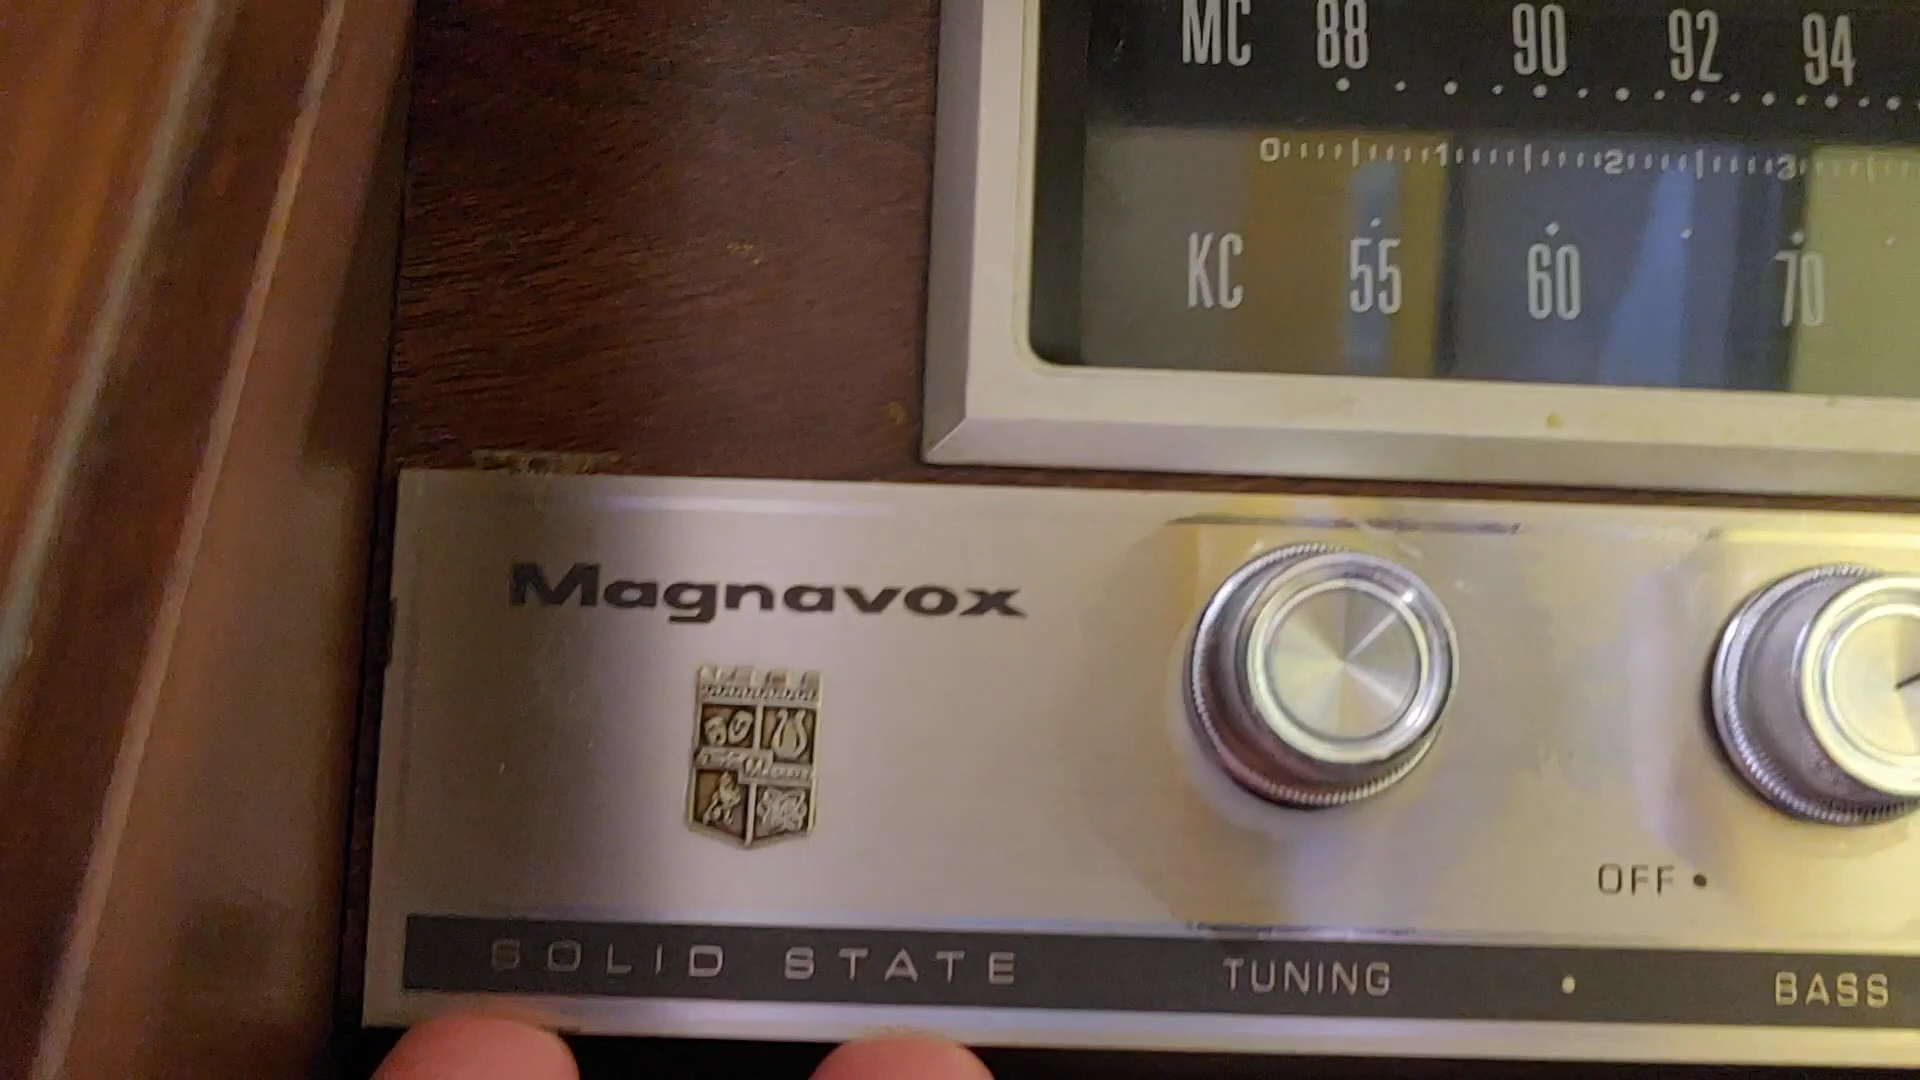 MC 88 90 92 94
0 1 2 3
KC 55 60 70
Magnavox
OFF •
SOLID STATE TUNING • BASS